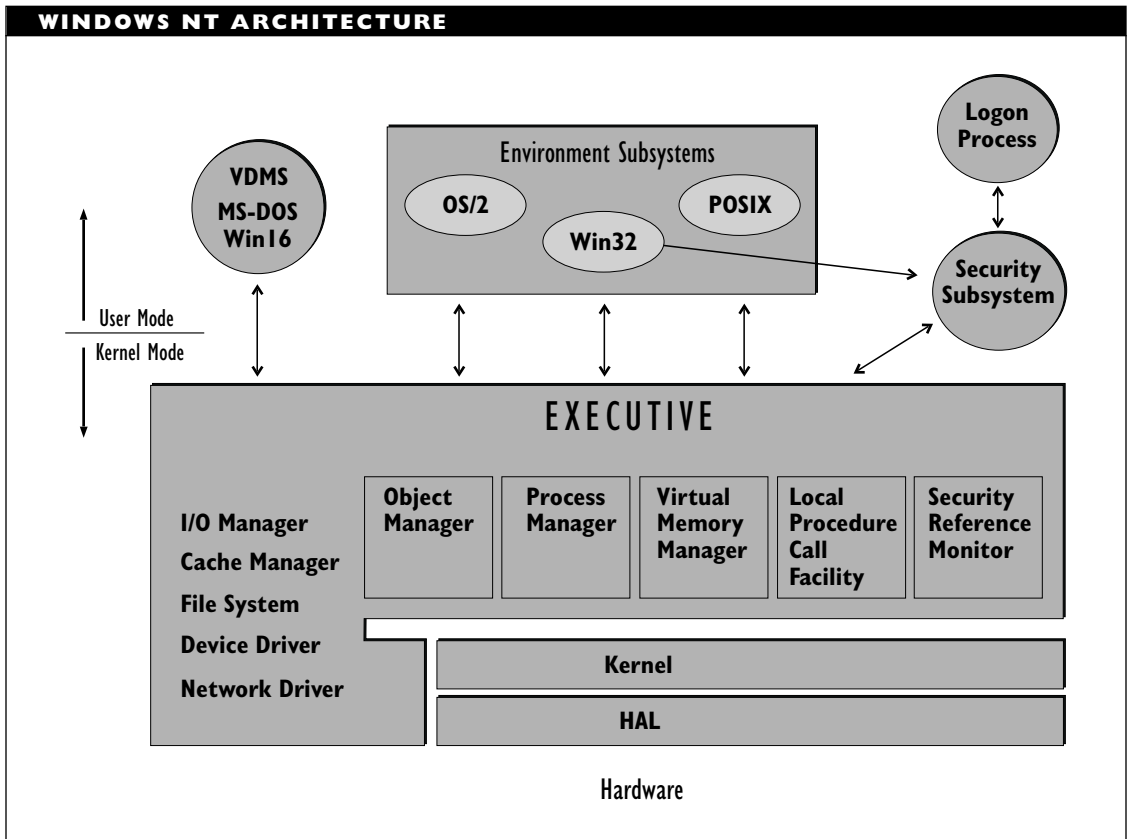 WINDOWS NT ARCHITECTURE
Logon
Process
Environment Subsystems
VDMS
MS-DOS
Win16
OS/2
POSIX
Win32
Security
Subsystem
User Mode
Kernel Mode
EXECUTIVE
I/O Manager
Cache Manager
File System
Device Driver
Network Driver
Object
Manager
Process
Manager
Virtual
Memory
Manager
Local
Procedure
Call
Facility
Security
Reference
Monitor
Kernel
HAL
Hardware